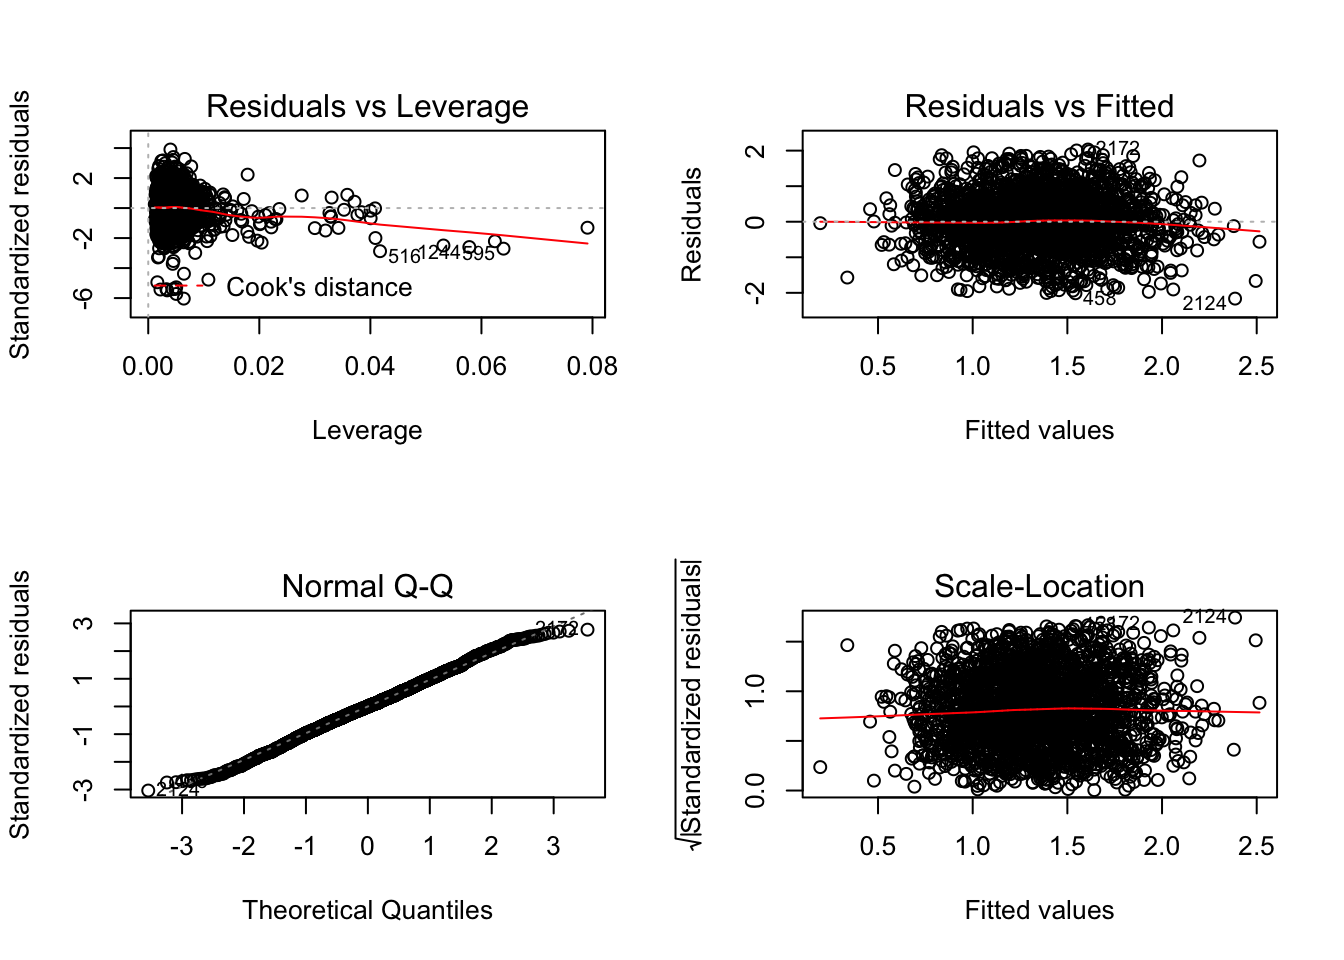 Residuals vs Leverage
Standardized residuals
2
-2
-6
516
1244
595
Cook's distance
0.00 0.02 0.04 0.06 0.08
Leverage
Residuals vs Fitted
Residuals
2
0
-2
2172
458
2124
0.5 1.0 1.5 2.0 2.5
Fitted values
Normal Q-Q
Standardized residuals
3
1
-1
-3
2172
2124
-3 -2 -1 0 1 2 3
Theoretical Quantiles
Scale-Location
√|Standardized residuals|
1.0
0.0
2172
2124
0.5 1.0 1.5 2.0 2.5
Fitted values